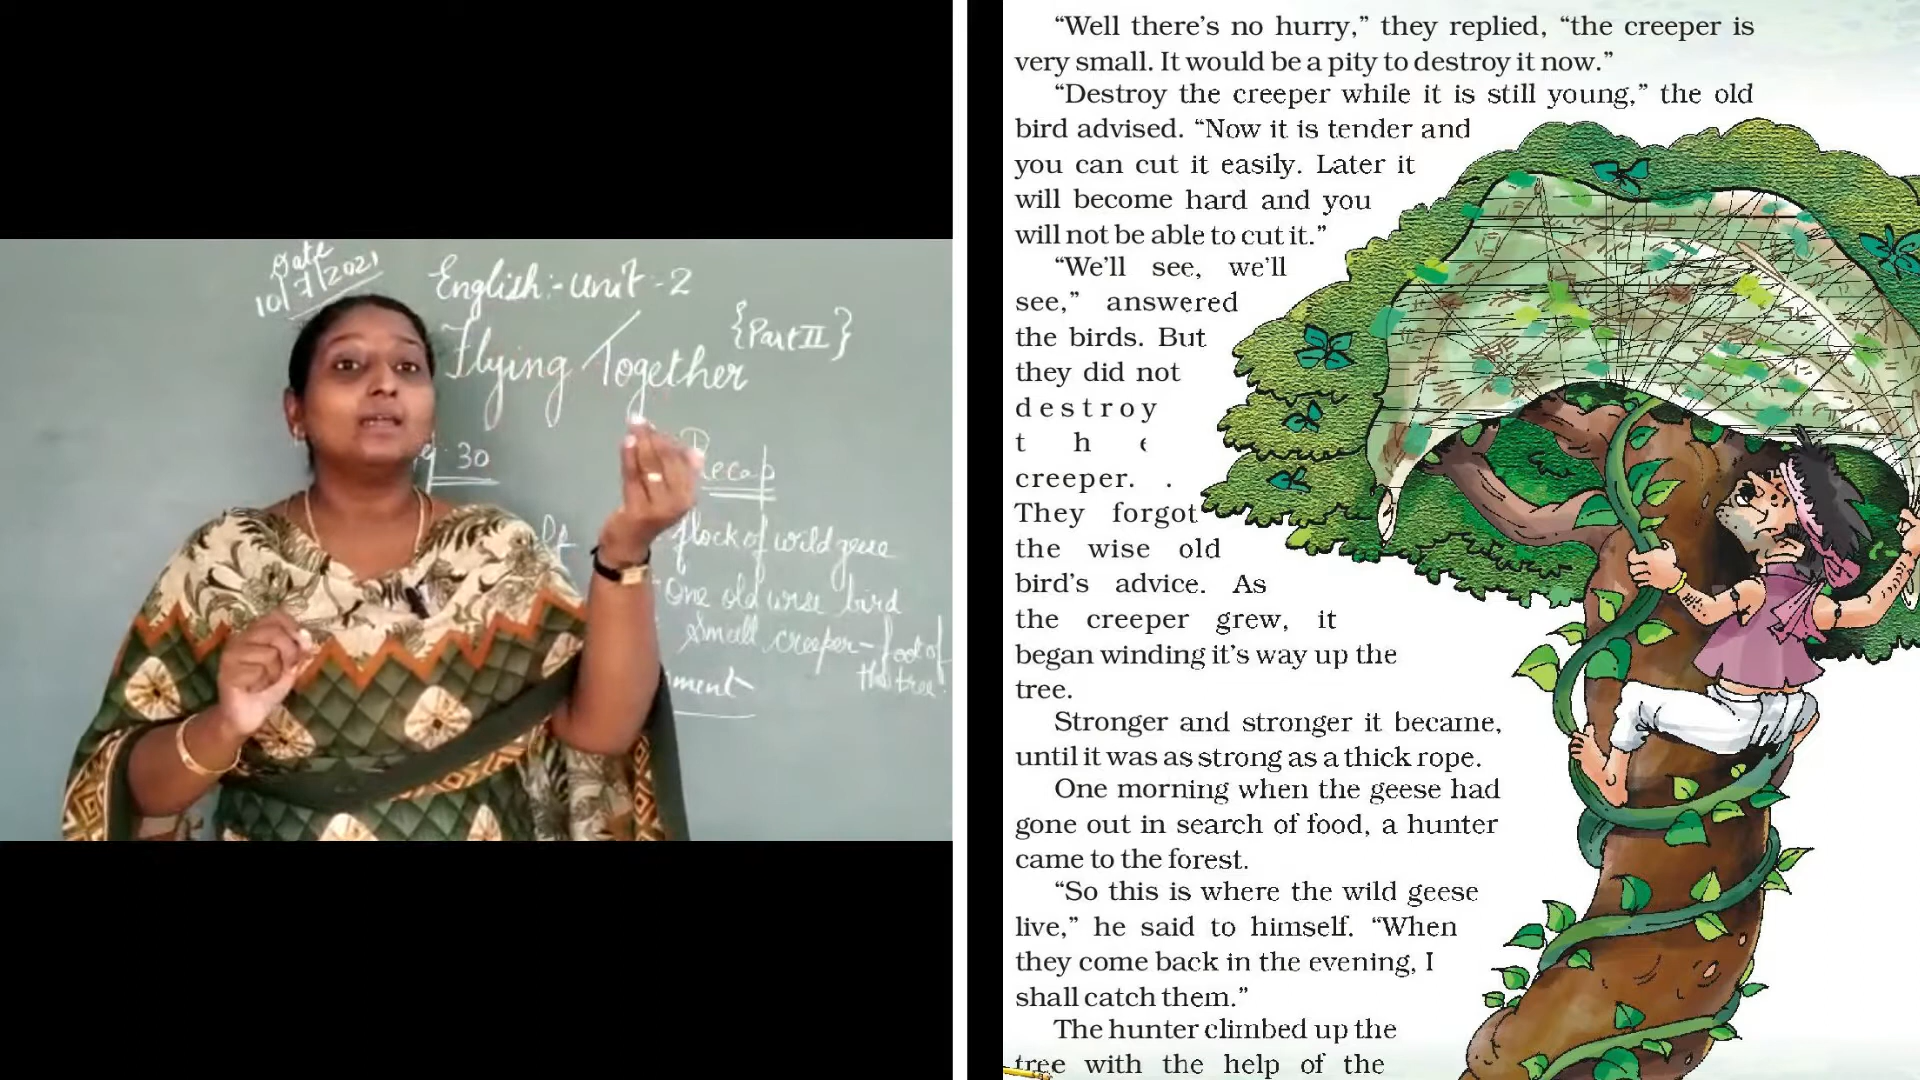 Date
10/7/2021
English:- Unit - 2
Flying Together
{Part II}
30
Recap
flock of wild geese
One old wise bird
Small creeper - foot of
the tree.
ment
“Well there’s no hurry,” they replied, “the creeper is
very small. It would be a pity to destroy it now.”
“Destroy the creeper while it is still young,” the old
bird advised. “Now it is tender and
you can cut it easily. Later it
will become hard and you
will not be able to cut it.”
“We’ll see, we’ll
see,” answered
the birds. But
they did not
destroy
the
creeper. .
They forgot
the wise old
bird’s advice. As
the creeper grew, it
began winding it’s way up the
tree.
Stronger and stronger it became,
until it was as strong as a thick rope.
One morning when the geese had
gone out in search of food, a hunter
came to the forest.
“So this is where the wild geese
live,” he said to himself. “When
they come back in the evening, I
shall catch them.”
The hunter climbed up the
tree with the help of the